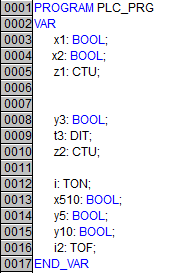 0001 PROGRAM PLC_PRG
0002 VAR
0003 x1: BOOL;
0004 x2: BOOL;
0005 z1: CTU;
0006
0007
0008 y3: BOOL;
0009 t3: DIT;
0010 z2: CTU;
0011
0012 i: TON;
0013 x510: BOOL;
0014 y5: BOOL;
0015 y10: BOOL;
0016 i2: TOF;
0017 END_VAR